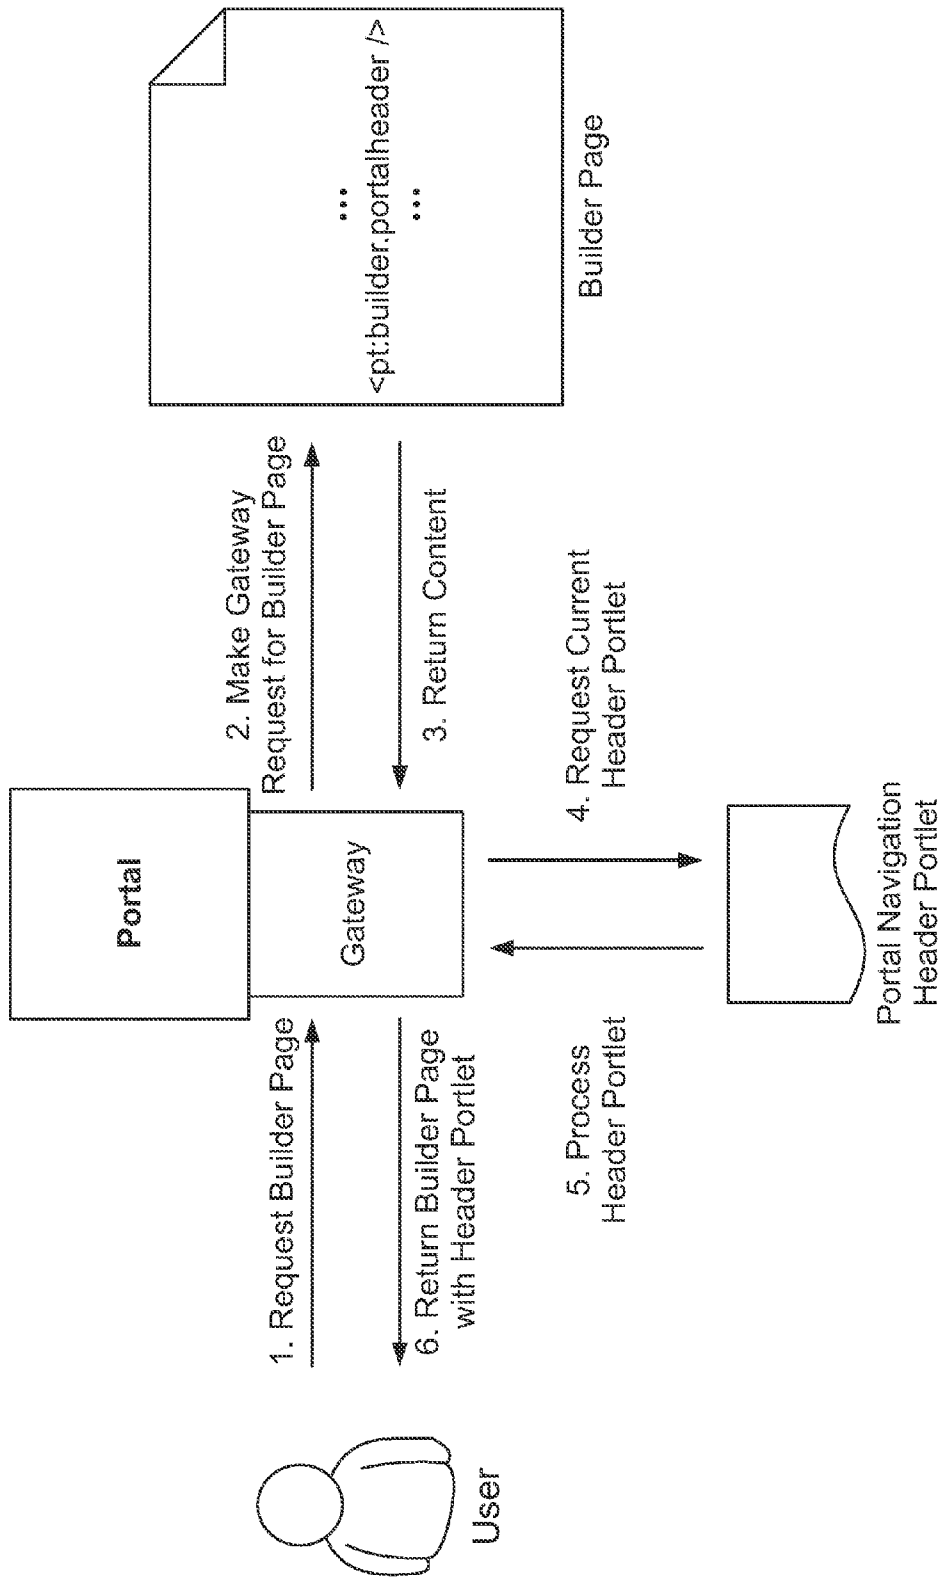 Portal
Gateway
1. Request Builder Page
2. Make Gateway
Request for Builder Page
3. Return Content
<pt:builder.portalheader />
...
...
Builder Page
4. Request Current
Header Portlet
5. Process
Header Portlet
Portal Navigation
Header Portlet
6. Return Builder Page
with Header Portlet
User